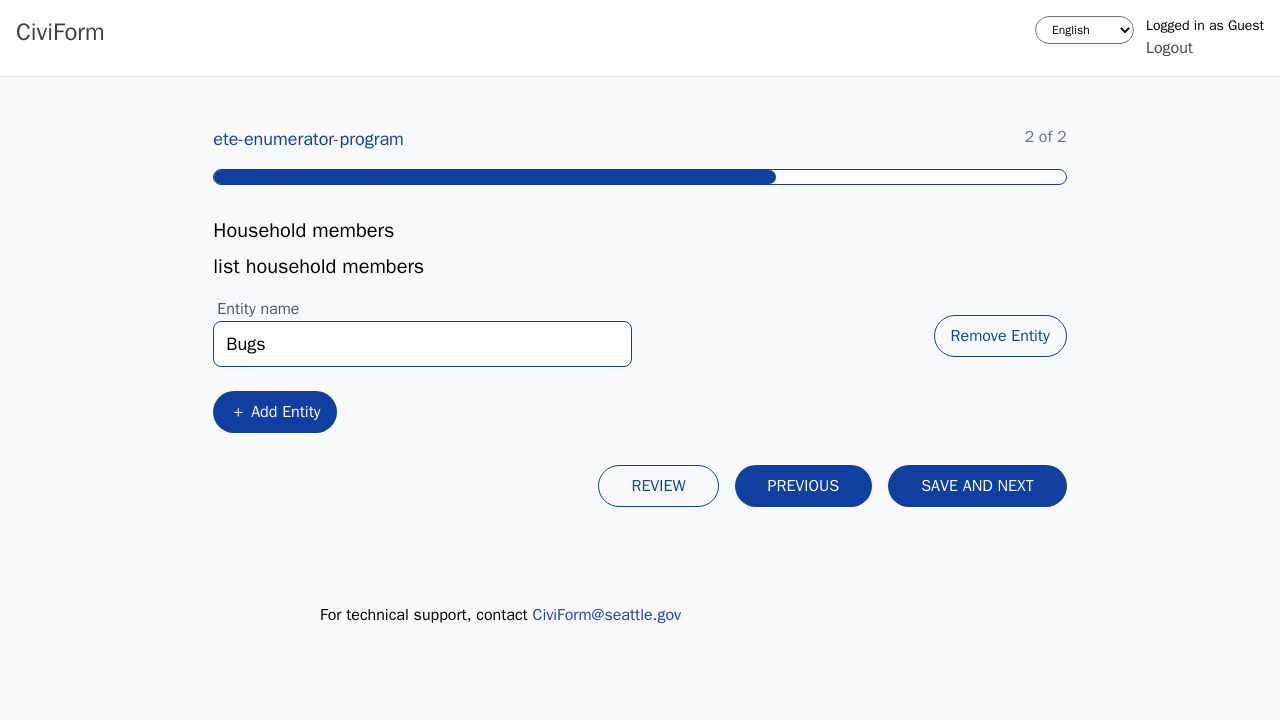 CiviForm
English
Logged in as Guest
Logout
ete-enumerator-program
2 of 2
Household members
list household members
Entity name
Bugs
Remove Entity
+ Add Entity
REVIEW
PREVIOUS
SAVE AND NEXT
For technical support, contact CiviForm@seattle.gov